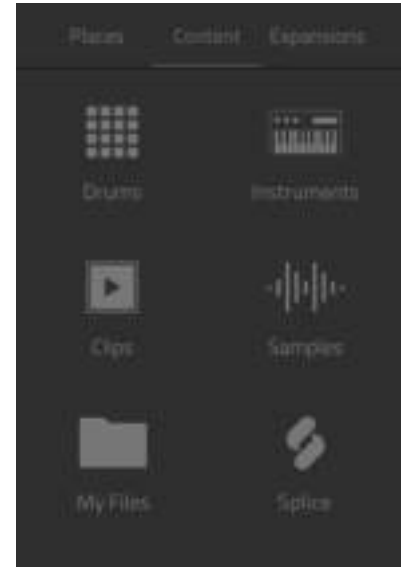 Places Content Expansions
Drums Instruments
Clips Samples
My Files Splice